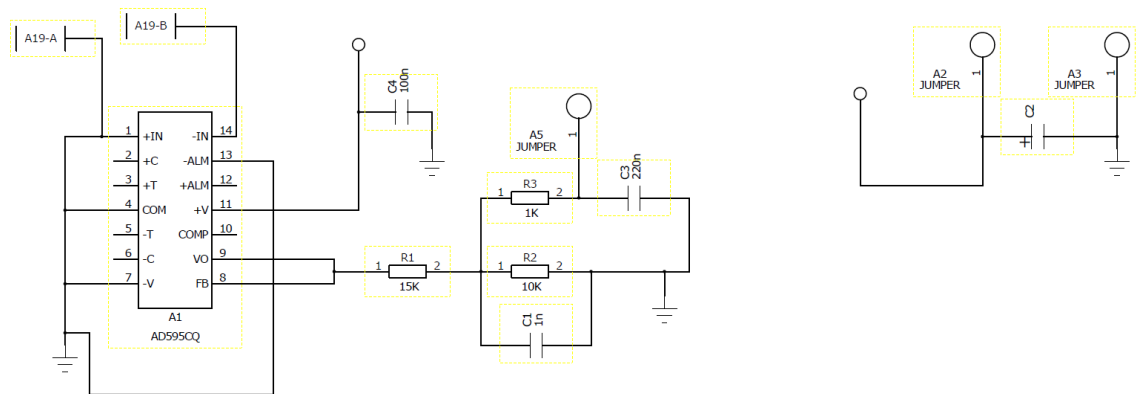 A19-A
A19-B
1 +IN -IN 14
2 +C -ALM 13
3 +T +ALM 12
4 COM +V 11
5 -T COMP 10
6 -C VO 9
7 -V FB 8
A1
AD595CQ
C4
100n
A5
JUMPER
1
R3
1 2
1K
C3
220n
R1
1 2
15K
R2
1 2
10K
C1
1n
A2
JUMPER
1
A3
JUMPER
1
C2
+